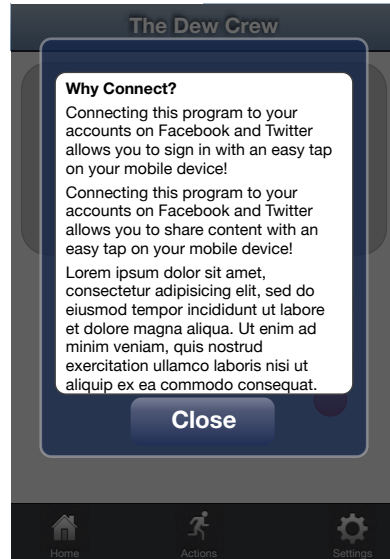 The Dew Crew
Why Connect?
Connecting this program to your
accounts on Facebook and Twitter
allows you to sign in with an easy tap
on your mobile device!
Connecting this program to your
accounts on Facebook and Twitter
allows you to share content with an
easy tap on your mobile device!
Lorem ipsum dolor sit amet,
consectetur adipisicing elit, sed do
eiusmod tempor incididunt ut labore
et dolore magna aliqua. Ut enim ad
minim veniam, quis nostrud
exercitation ullamco laboris nisi ut
aliquip ex ea commodo consequat.
Close
Home Actions Settings